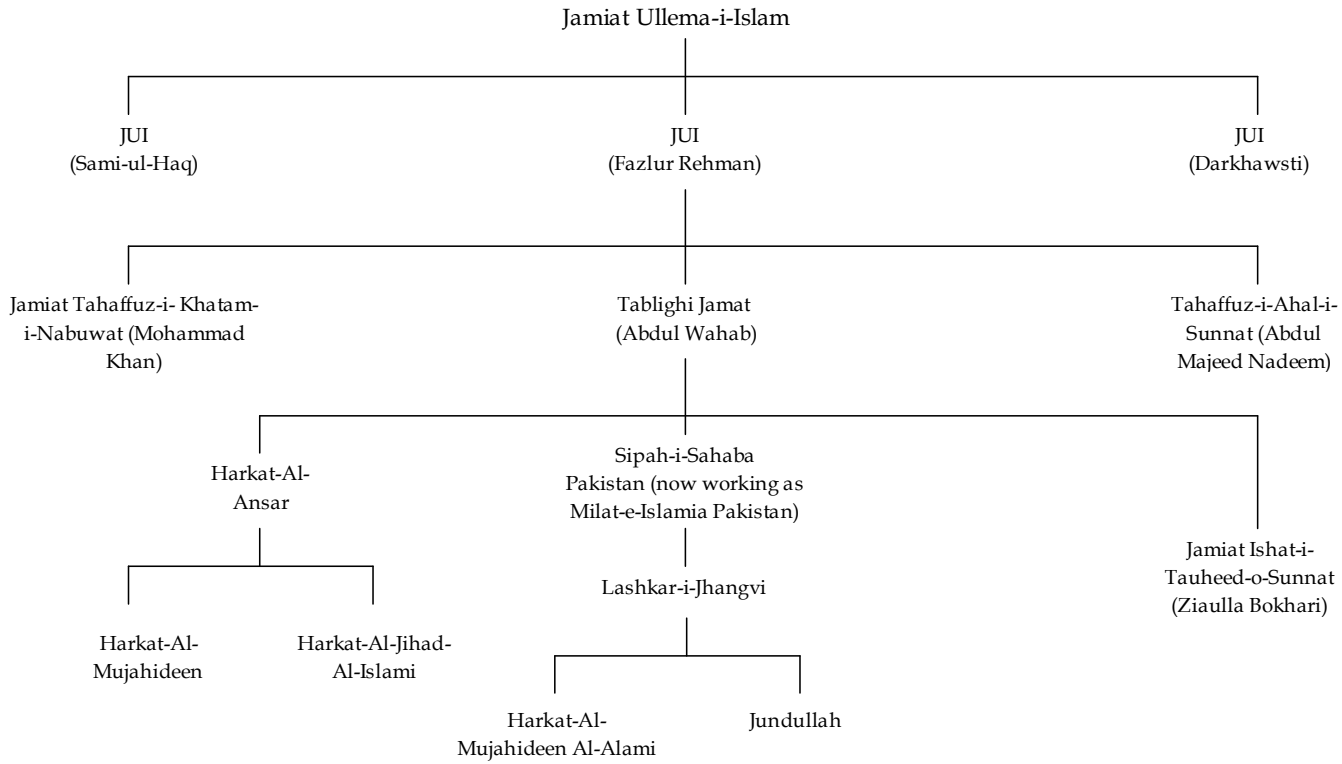 Jamiat Ullema-i-Islam
JUI
(Sami-ul-Haq)
JUI
(Fazlur Rehman)
JUI
(Darkhawsti)
Jamiat Tahaffuz-i- Khatam-
i-Nabuwat (Mohammad
Khan)
Tablighi Jamat
(Abdul Wahab)
Tahaffuz-i-Ahal-i-
Sunnat (Abdul
Majeed Nadeem)
Harkat-Al-
Ansar
Sipah-i-Sahaba
Pakistan (now working as
Milat-e-Islamia Pakistan)
Jamiat Ishat-i-
Tauheed-o-Sunnat
(Ziaulla Bokhari)
Lashkar-i-Jhangvi
Harkat-Al-
Mujahideen
Harkat-Al-Jihad-
Al-Islami
Harkat-Al-
Mujahideen Al-Alami
Jundullah